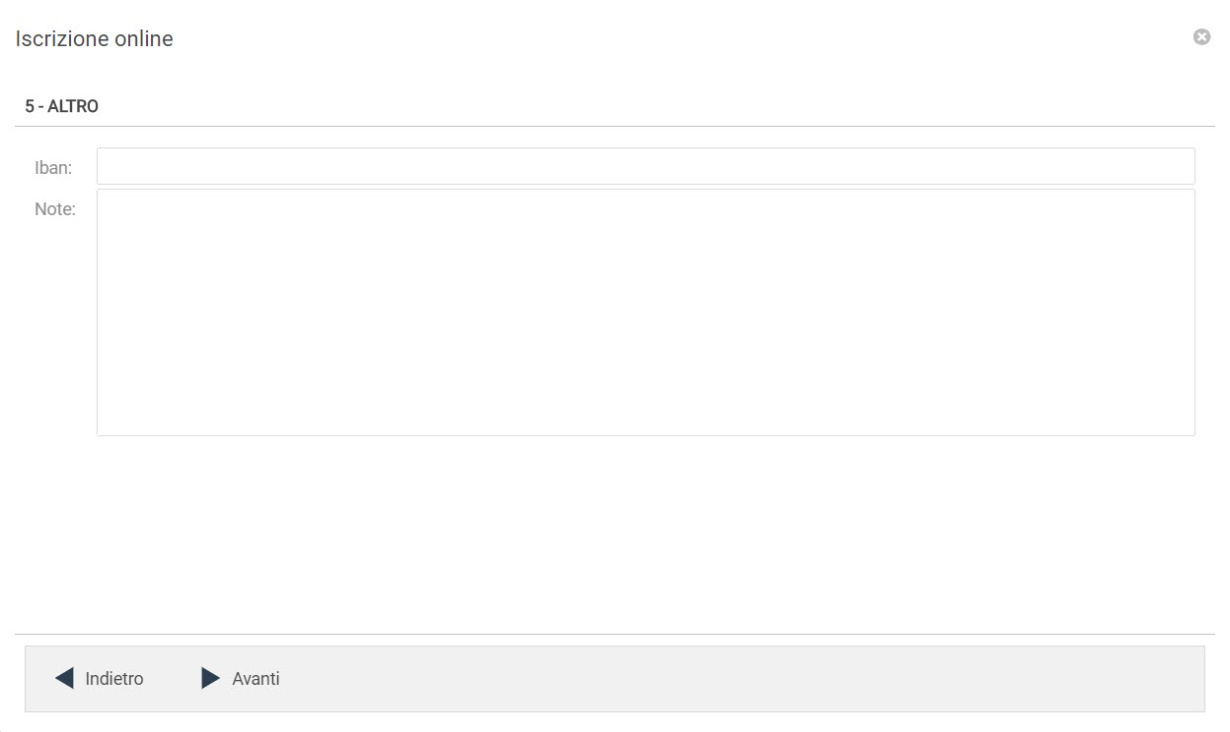 Iscrizione online
5 - ALTRO
Iban:
Note:
Indietro Avanti